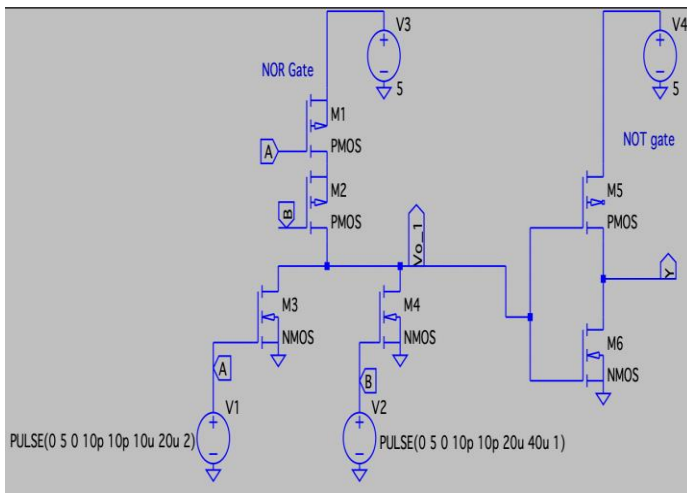 V3
V4
NOR Gate
5
5
M1
NOT gate
A
PMOS
M2
M5
B
PMOS
PMOS
Vo_1
Y
M3
M4
M6
NMOS
NMOS
NMOS
A
B
V1
V2
PULSE(0 5 0 10p 10p 10u 20u 2)
PULSE(0 5 0 10p 10p 20u 40u 1)